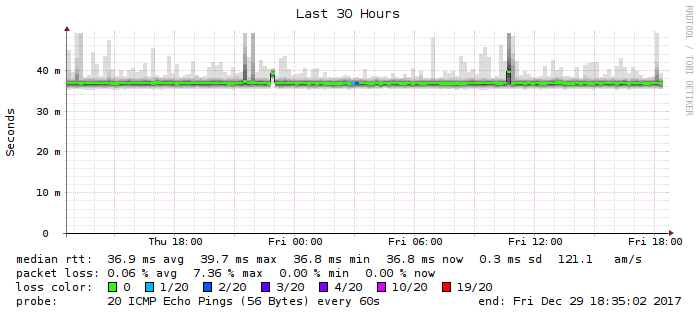 Last 30 Hours
RRDTOOL / TOBI OETIKER
Seconds
40 m
30 m
20 m
10 m
0
Thu 18:00 Fri 00:00 Fri 06:00 Fri 12:00 Fri 18:00
median rtt: 36.9 ms avg 39.7 ms max 36.8 ms min 36.8 ms now 0.3 ms sd 121.1 am/s
packet loss: 0.06 % avg 7.36 % max 0.00 % min 0.00 % now
loss color: 0 1/20 2/20 3/20 4/20 10/20 19/20
probe: 20 ICMP Echo Pings (56 Bytes) every 60s end: Fri Dec 29 18:35:02 2017